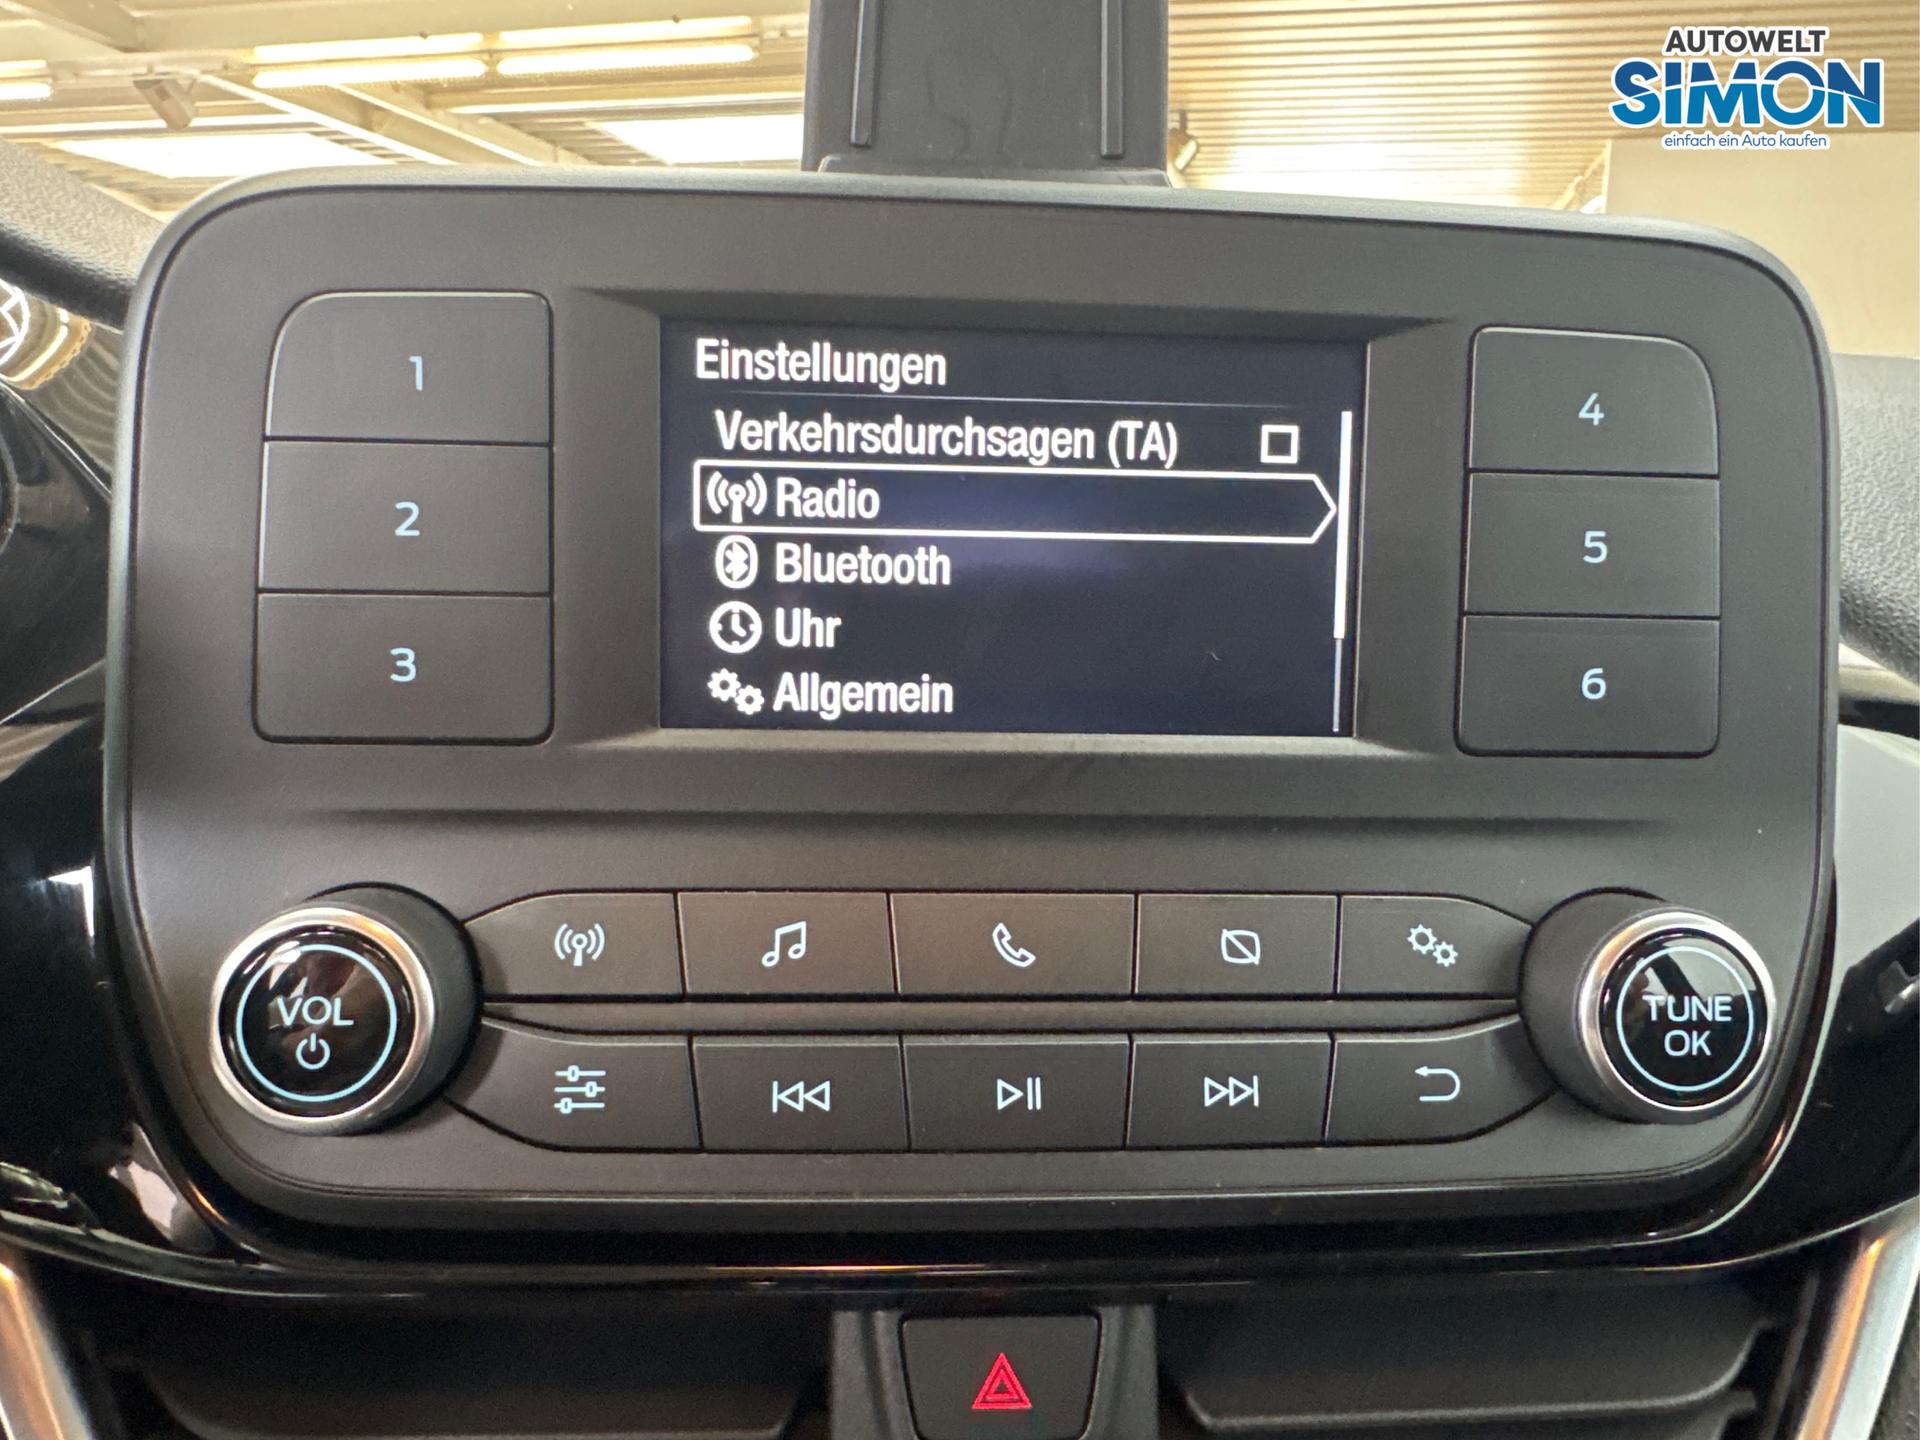 AUTOWELT
SIMON
einfach ein Auto kaufen
Einstellungen
Verkehrsdurchsagen (TA)
Radio
Bluetooth
Uhr
Allgemein
1
2
3
4
5
6
VOL
TUNE
OK